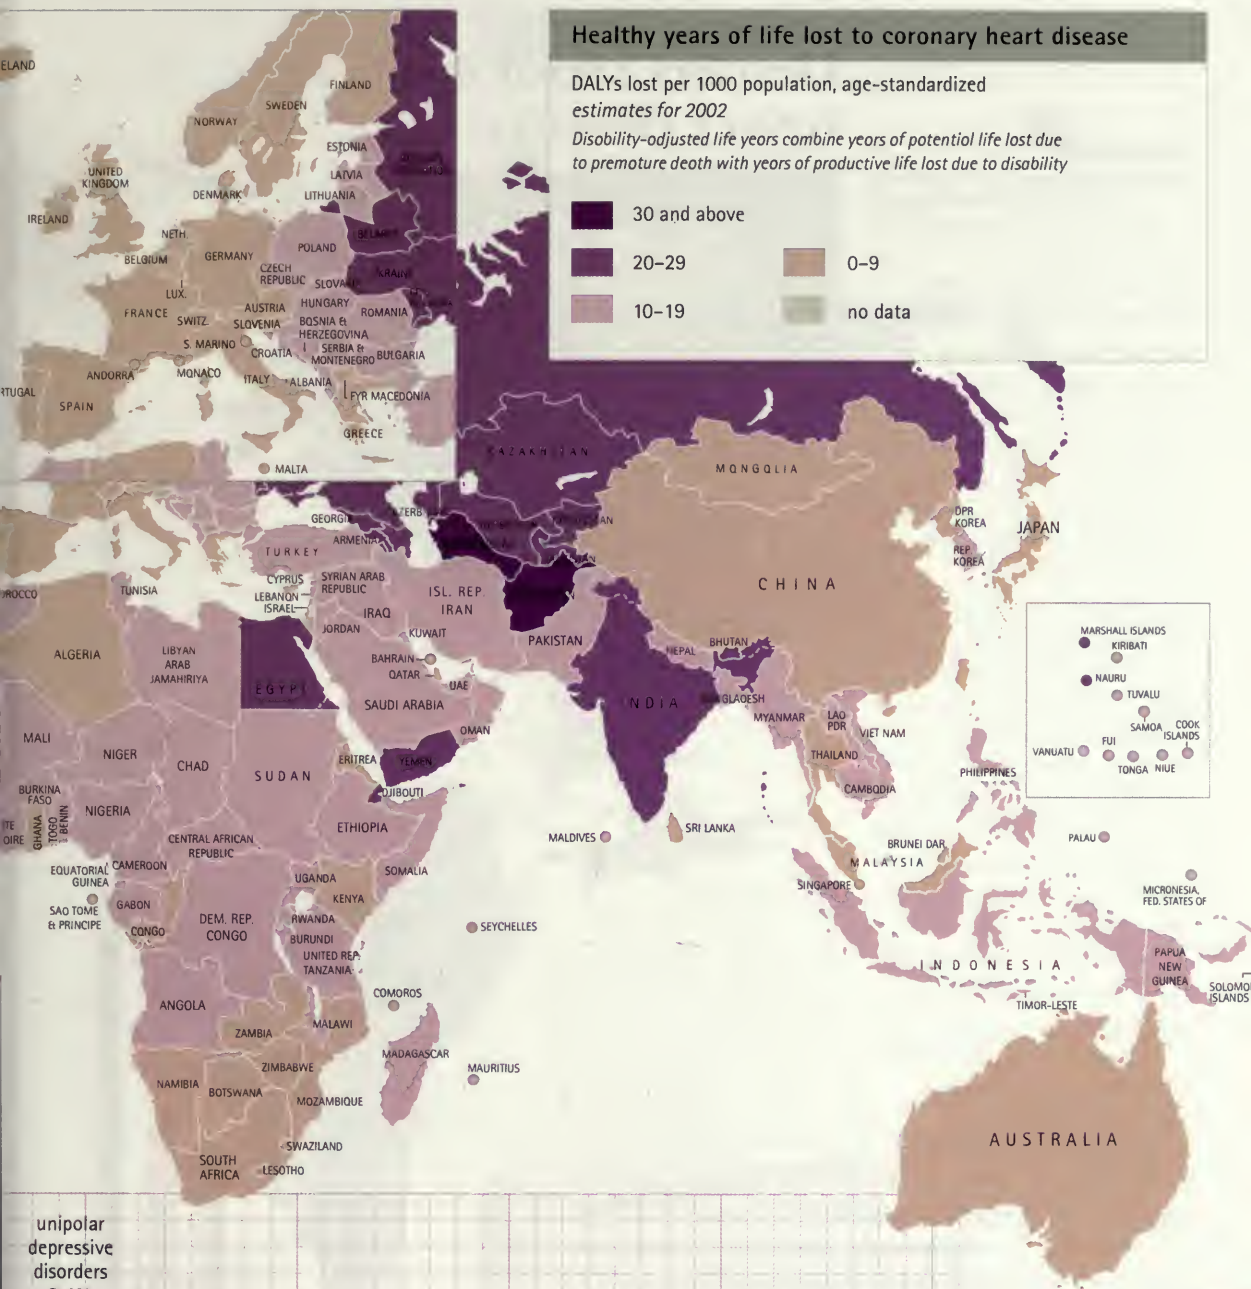 Healthy years of life lost to coronary heart disease
DALYs lost per 1000 population, age-standardized
estimates for 2002
Disability-adjusted life years combine years of potential life lost due
to premature death with years of productive life lost due to disability
30 and above
20–29
10–19
0–9
no data
ELAND
FINLAND
SWEDEN
NORWAY
ESTONIA
UNITED
KINGDOM
LATVIA
DENMARK
LITHUANIA
IRELAND
NETH.
POLAND
BELGIUM
GERMANY
CZECH
REPUBLIC
LUX.
AUSTRIA
HUNGARY
FRANCE
SWITZ.
SLOVENIA
BOSNIA &
HERZEGOVINA
ROMANIA
S. MARINO
CROATIA
SERBIA &
MONTENEGRO
BULGARIA
ANDORRA
MONACO
ITALY
ALBANIA
FYR MACEDONIA
RTUGAL
SPAIN
GREECE
MALTA
KAZAKHSTAN
MONGOLIA
GEORGIA
ARMENIA
TURKEY
DPR
KOREA
JAPAN
REP.
KOREA
CYPRUS
LEBANON
ISRAEL
SYRIAN ARAB
REPUBLIC
ISL. REP.
IRAN
CHINA
TUNISIA
IRAQ
JORDAN
KUWAIT
PAKISTAN
NEPAL
BHUTAN
ALGERIA
LIBYAN
ARAB
JAMAHIRIYA
EGYPT
BAHRAIN
QATAR
UAE
SAUDI ARABIA
OMAN
INDIA
MYANMAR
LAO
PDR
VIET NAM
THAILAND
CAMBODIA
PHILIPPINES
MARSHALL ISLANDS
KIRIBATI
NAURU
TUVALU
SAMOA
COOK
ISLANDS
VANUATU
FIJI
TONGA
NIUE
MALI
NIGER
CHAD
SUDAN
ERITREA
YEMEN
DJIBOUTI
BURKINA
FASO
GHANA
TOGO
BENIN
NIGERIA
ETHIOPIA
CENTRAL AFRICAN
REPUBLIC
MALDIVES
SRI LANKA
BRUNEI DAR.
MALAYSIA
PALAU
EQUATORIAL
GUINEA
CAMEROON
UGANDA
SOMALIA
KENYA
SINGAPORE
MICRONESIA,
FED. STATES OF
SAO TOME
& PRINCIPE
GABON
CONGO
DEM. REP.
CONGO
RWANDA
BURUNDI
UNITED REP.
TANZANIA
SEYCHELLES
INDONESIA
PAPUA
NEW
GUINEA
SOLOMON
ISLANDS
TIMOR-LESTE
ANGOLA
COMOROS
ZAMBIA
MALAWI
MADAGASCAR
MAURITIUS
ZIMBABWE
NAMIBIA
BOTSWANA
MOZAMBIQUE
SWAZILAND
SOUTH
AFRICA
LESOTHO
AUSTRALIA
unipolar
depressive
disorders